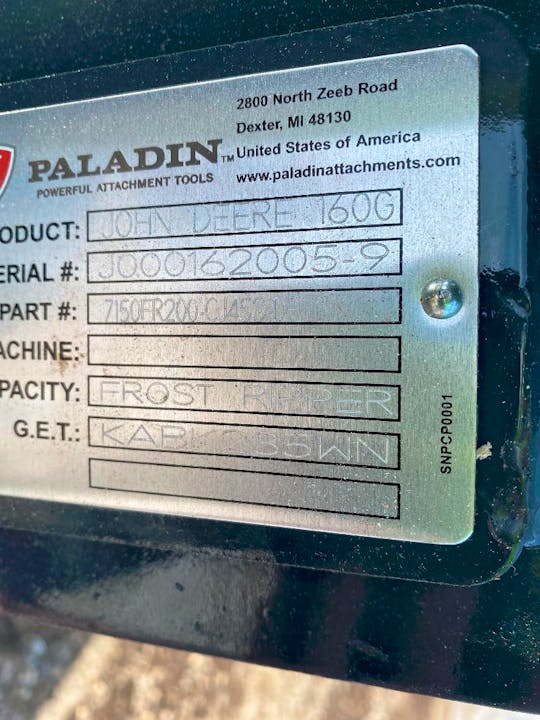 2800 North Zeeb Road
Dexter, MI 48130
United States of America
www.paladinattachments.com
PALADIN™
POWERFUL ATTACHMENT TOOLS
ODUCT: JOHN DEERE 160G
ERIAL #: J000162005-9
PART #:
ACHINE:
PACITY: FROST RIPPER
G.E.T.:
SNPCP0001